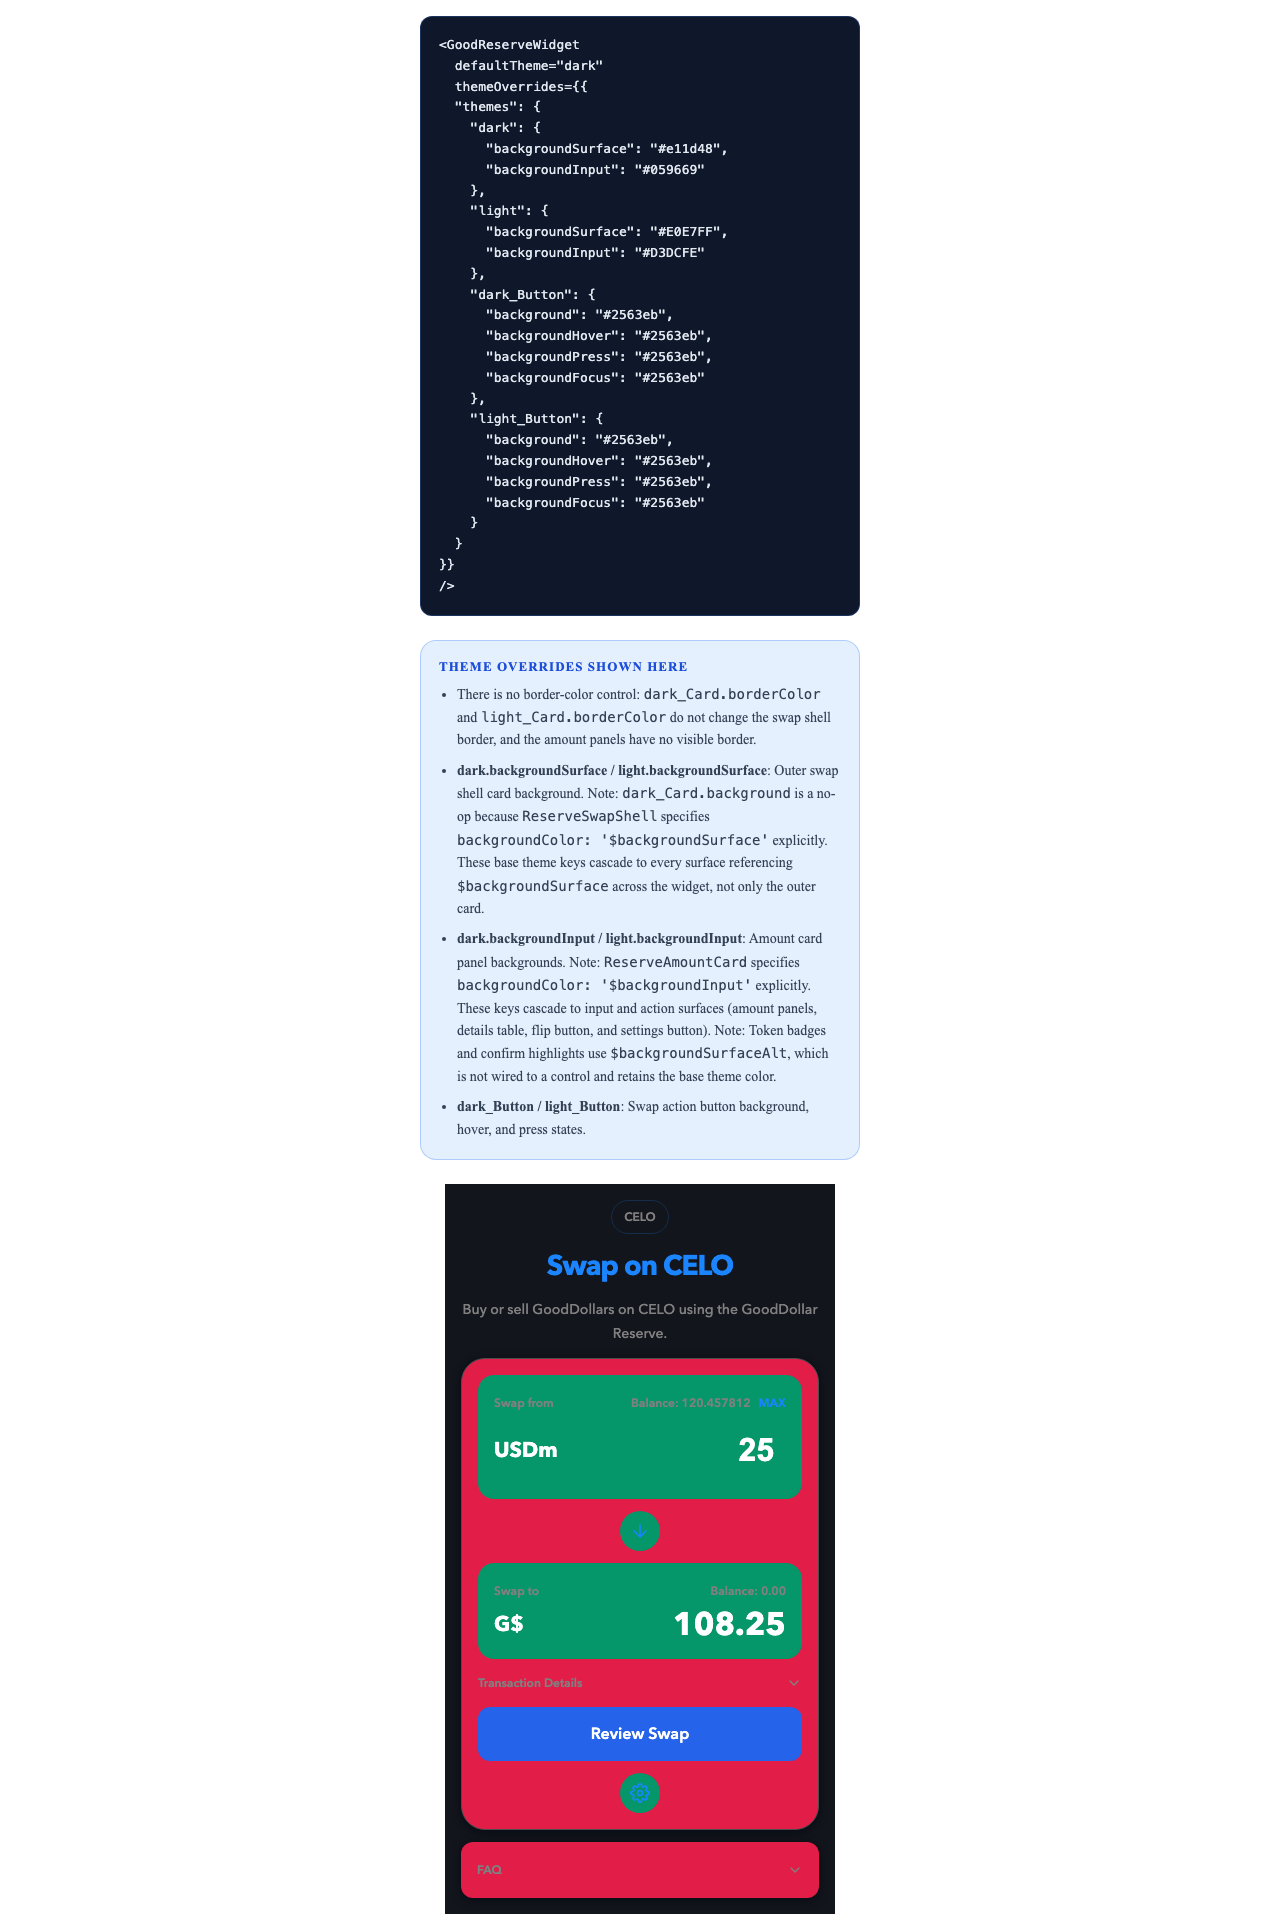 <GoodReserveWidget
  defaultTheme="dark"
  themeOverrides={{
  "themes": {
    "dark": {
      "backgroundSurface": "#e11d48",
      "backgroundInput": "#059669"
    },
    "light": {
      "backgroundSurface": "#E0E7FF",
      "backgroundInput": "#D3DCFE"
    },
    "dark_Button": {
      "background": "#2563eb",
      "backgroundHover": "#2563eb",
      "backgroundPress": "#2563eb",
      "backgroundFocus": "#2563eb"
    },
    "light_Button": {
      "background": "#2563eb",
      "backgroundHover": "#2563eb",
      "backgroundPress": "#2563eb",
      "backgroundFocus": "#2563eb"
    }
  }
}}
/>
THEME OVERRIDES SHOWN HERE
• There is no border-color control: dark_Card.borderColor
and light_Card.borderColor do not change the swap shell
border, and the amount panels have no visible border.
• dark.backgroundSurface / light.backgroundSurface: Outer swap
shell card background. Note: dark_Card.background is a no-
op because ReserveSwapShell specifies
backgroundColor: '$backgroundSurface' explicitly.
These base theme keys cascade to every surface referencing
$backgroundSurface across the widget, not only the outer
card.
• dark.backgroundInput / light.backgroundInput: Amount card
panel backgrounds. Note: ReserveAmountCard specifies
backgroundColor: '$backgroundInput' explicitly.
These keys cascade to input and action surfaces (amount panels,
details table, flip button, and settings button). Note: Token badges
and confirm highlights use $backgroundSurfaceAlt, which
is not wired to a control and retains the base theme color.
• dark_Button / light_Button: Swap action button background,
hover, and press states.
CELO
Swap on CELO
Buy or sell GoodDollars on CELO using the GoodDollar
Reserve.
Swap from Balance: 120.457812 MAX
USDm 25
Swap to Balance: 0.00
G$ 108.25
Transaction Details
Review Swap
FAQ